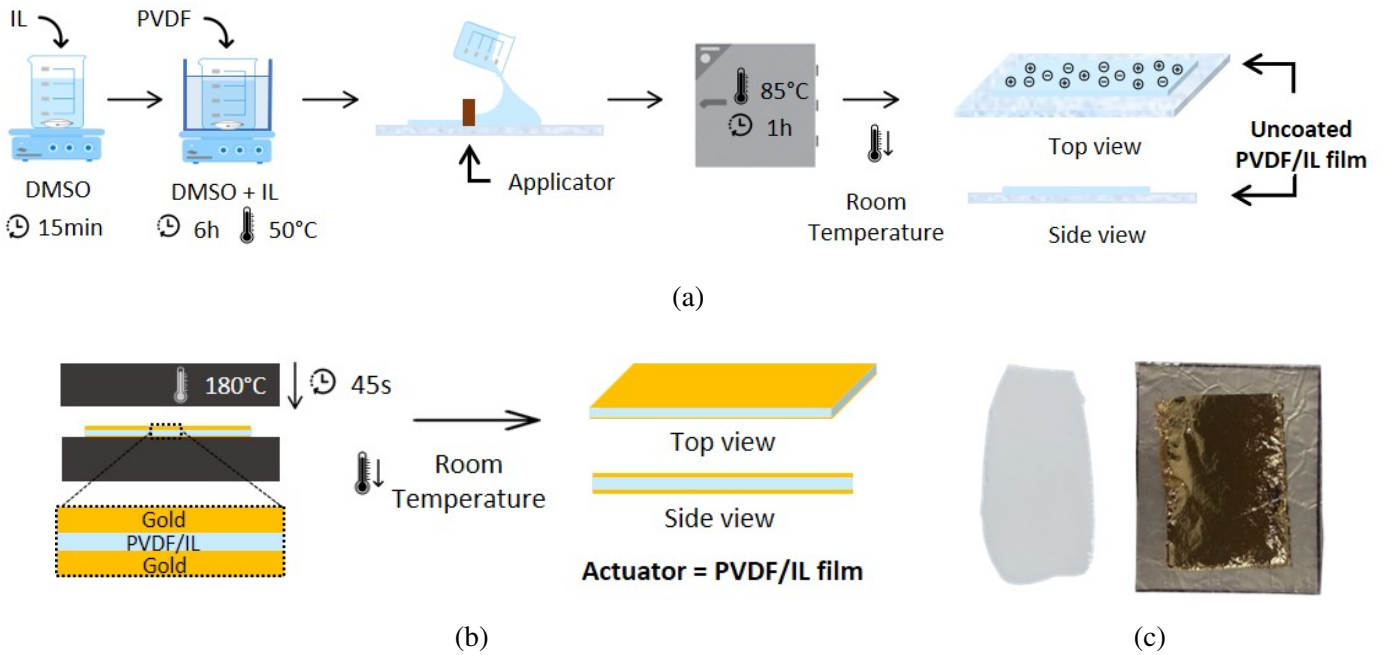 IL
PVDF
DMSO
15min
DMSO + IL
6h
50°C
Applicator
85°C
1h
Room
Temperature
Top view
Side view
Uncoated
PVDF/IL film
(a)
180°C
45s
Gold
PVDF/IL
Gold
Room
Temperature
Top view
Side view
Actuator = PVDF/IL film
(b)
(c)